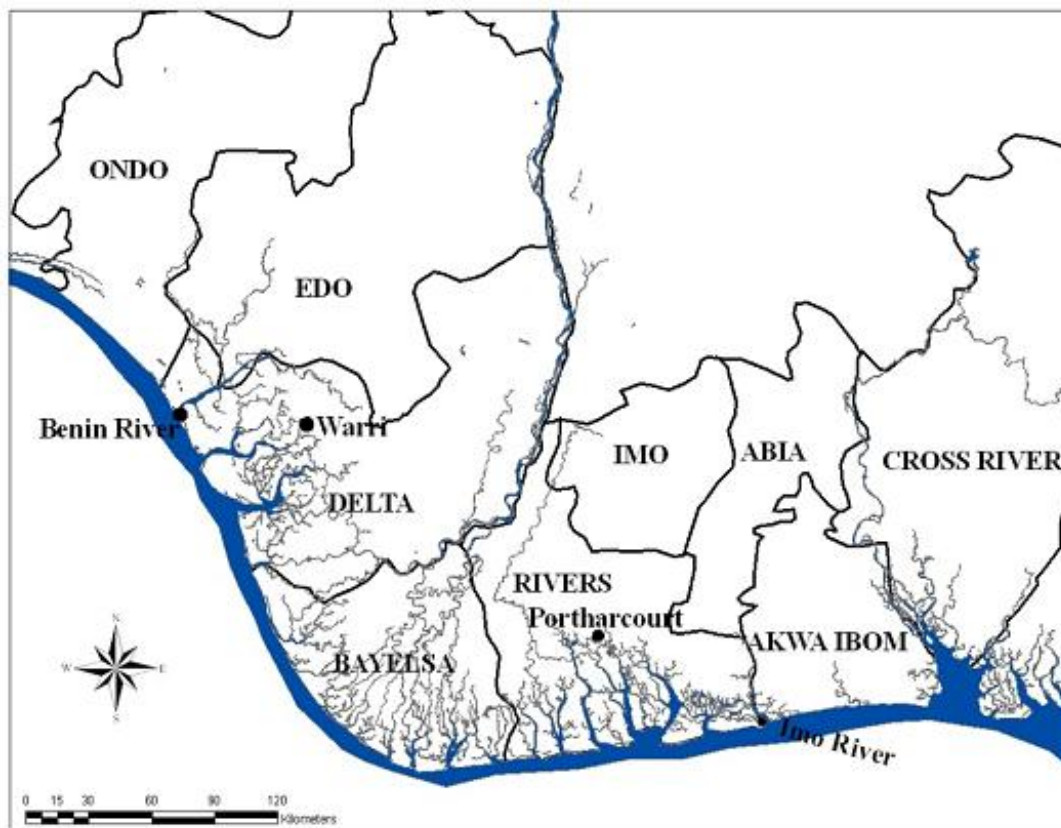 ONDO
EDO
Benin River
Warri
IMO
ABIA
CROSS RIVER
DELTA
RIVERS
Portharcourt
AKWA IBOM
BAYELSA
N
W E
S
Imo River
0 15 30 60 90 120
Kilometers